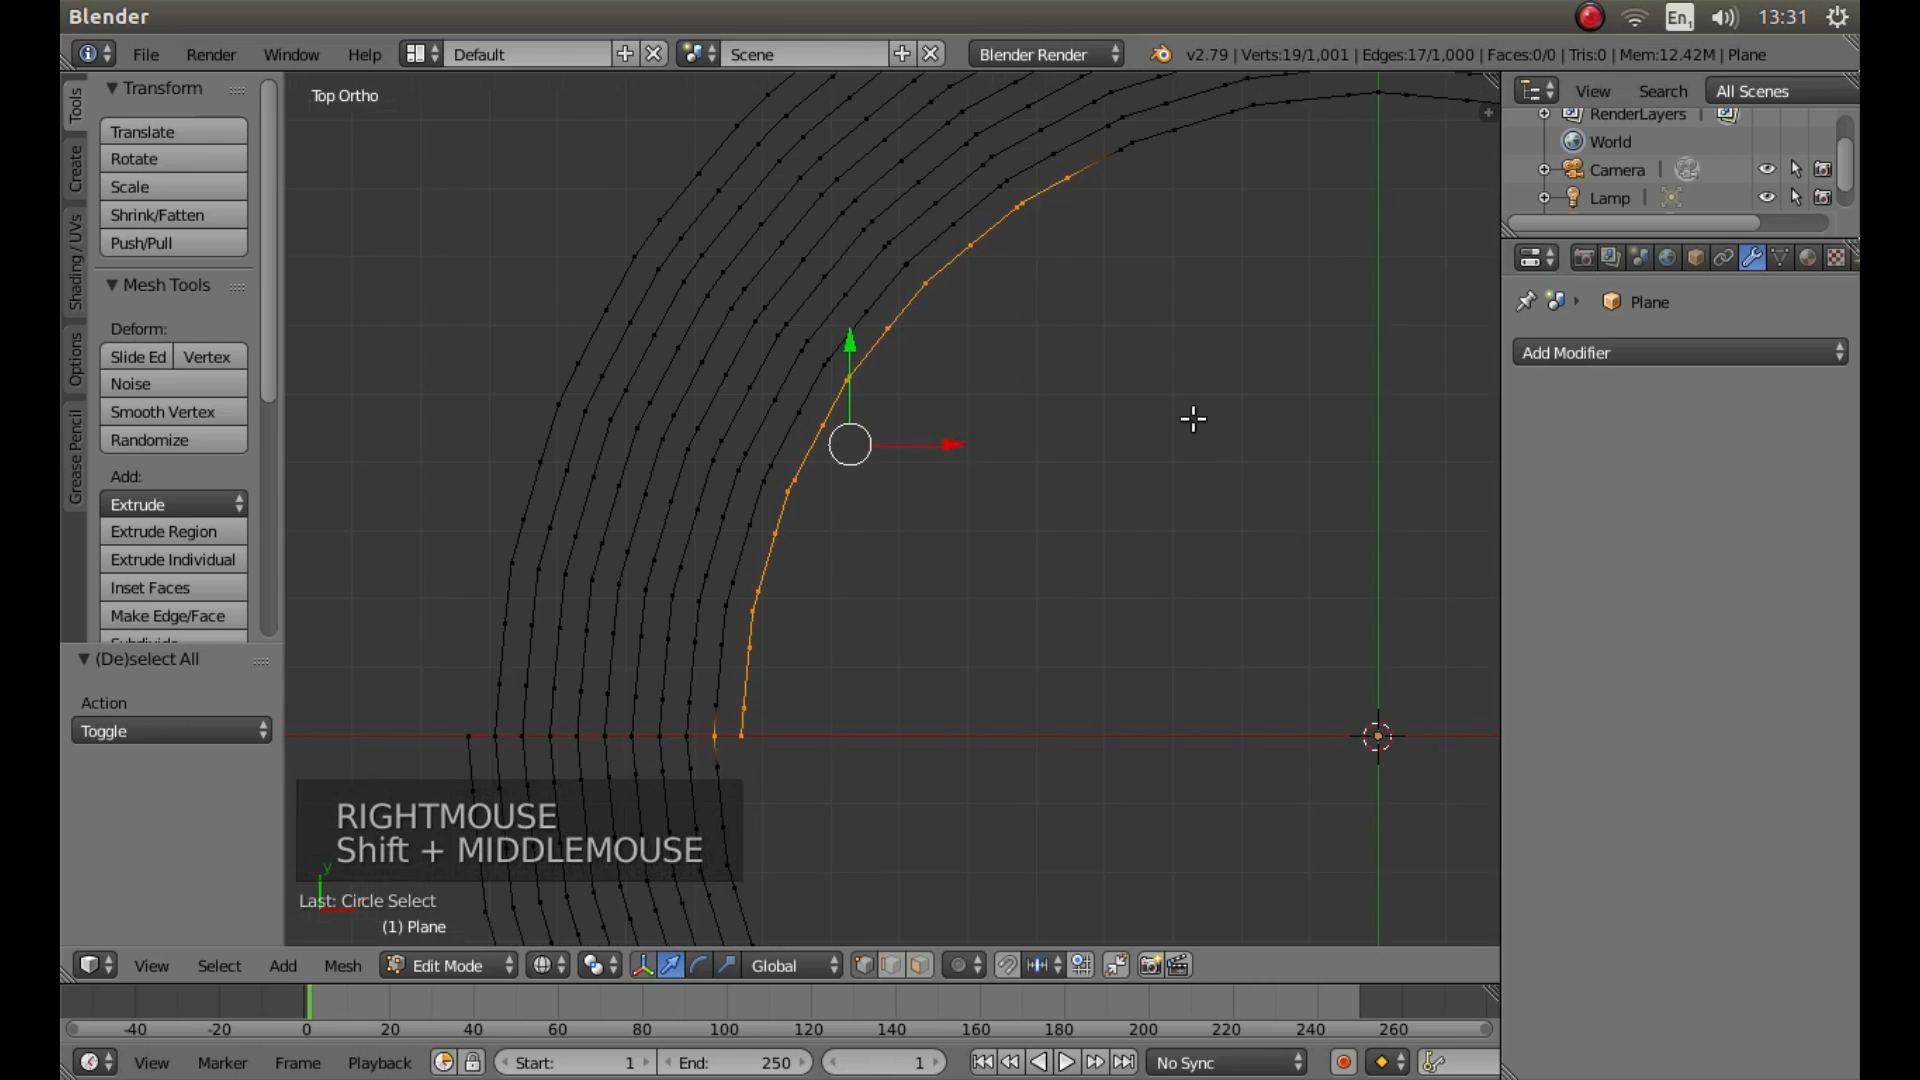 Blender
En1 13:31
File Render Window Help Default Scene Blender Render v2.79 | Verts:19/1,001 | Edges:17/1,000 | Faces:0/0 | Tris:0 | Mem:12.42M | Plane
Tools
Create
Shading / UVs
Options
Grease Pencil
Transform
Translate
Rotate
Scale
Shrink/Fatten
Push/Pull
Mesh Tools
Deform:
Slide Ed Vertex
Noise
Smooth Vertex
Randomize
Add:
Extrude
Extrude Region
Extrude Individual
Inset Faces
Make Edge/Face
(De)select All
Action
Toggle
Top Ortho
RIGHTMOUSE
Shift + MIDDLEMOUSE
y
Last: Circle Select
(1) Plane
View Search All Scenes
RenderLayers
World
Camera
Lamp
Plane
Add Modifier
View Select Add Mesh Edit Mode Global
-40 -20 0 20 40 60 80 100 120 140 160 180 200 220 240 260
View Marker Frame Playback Start: 1 End: 250 1 No Sync